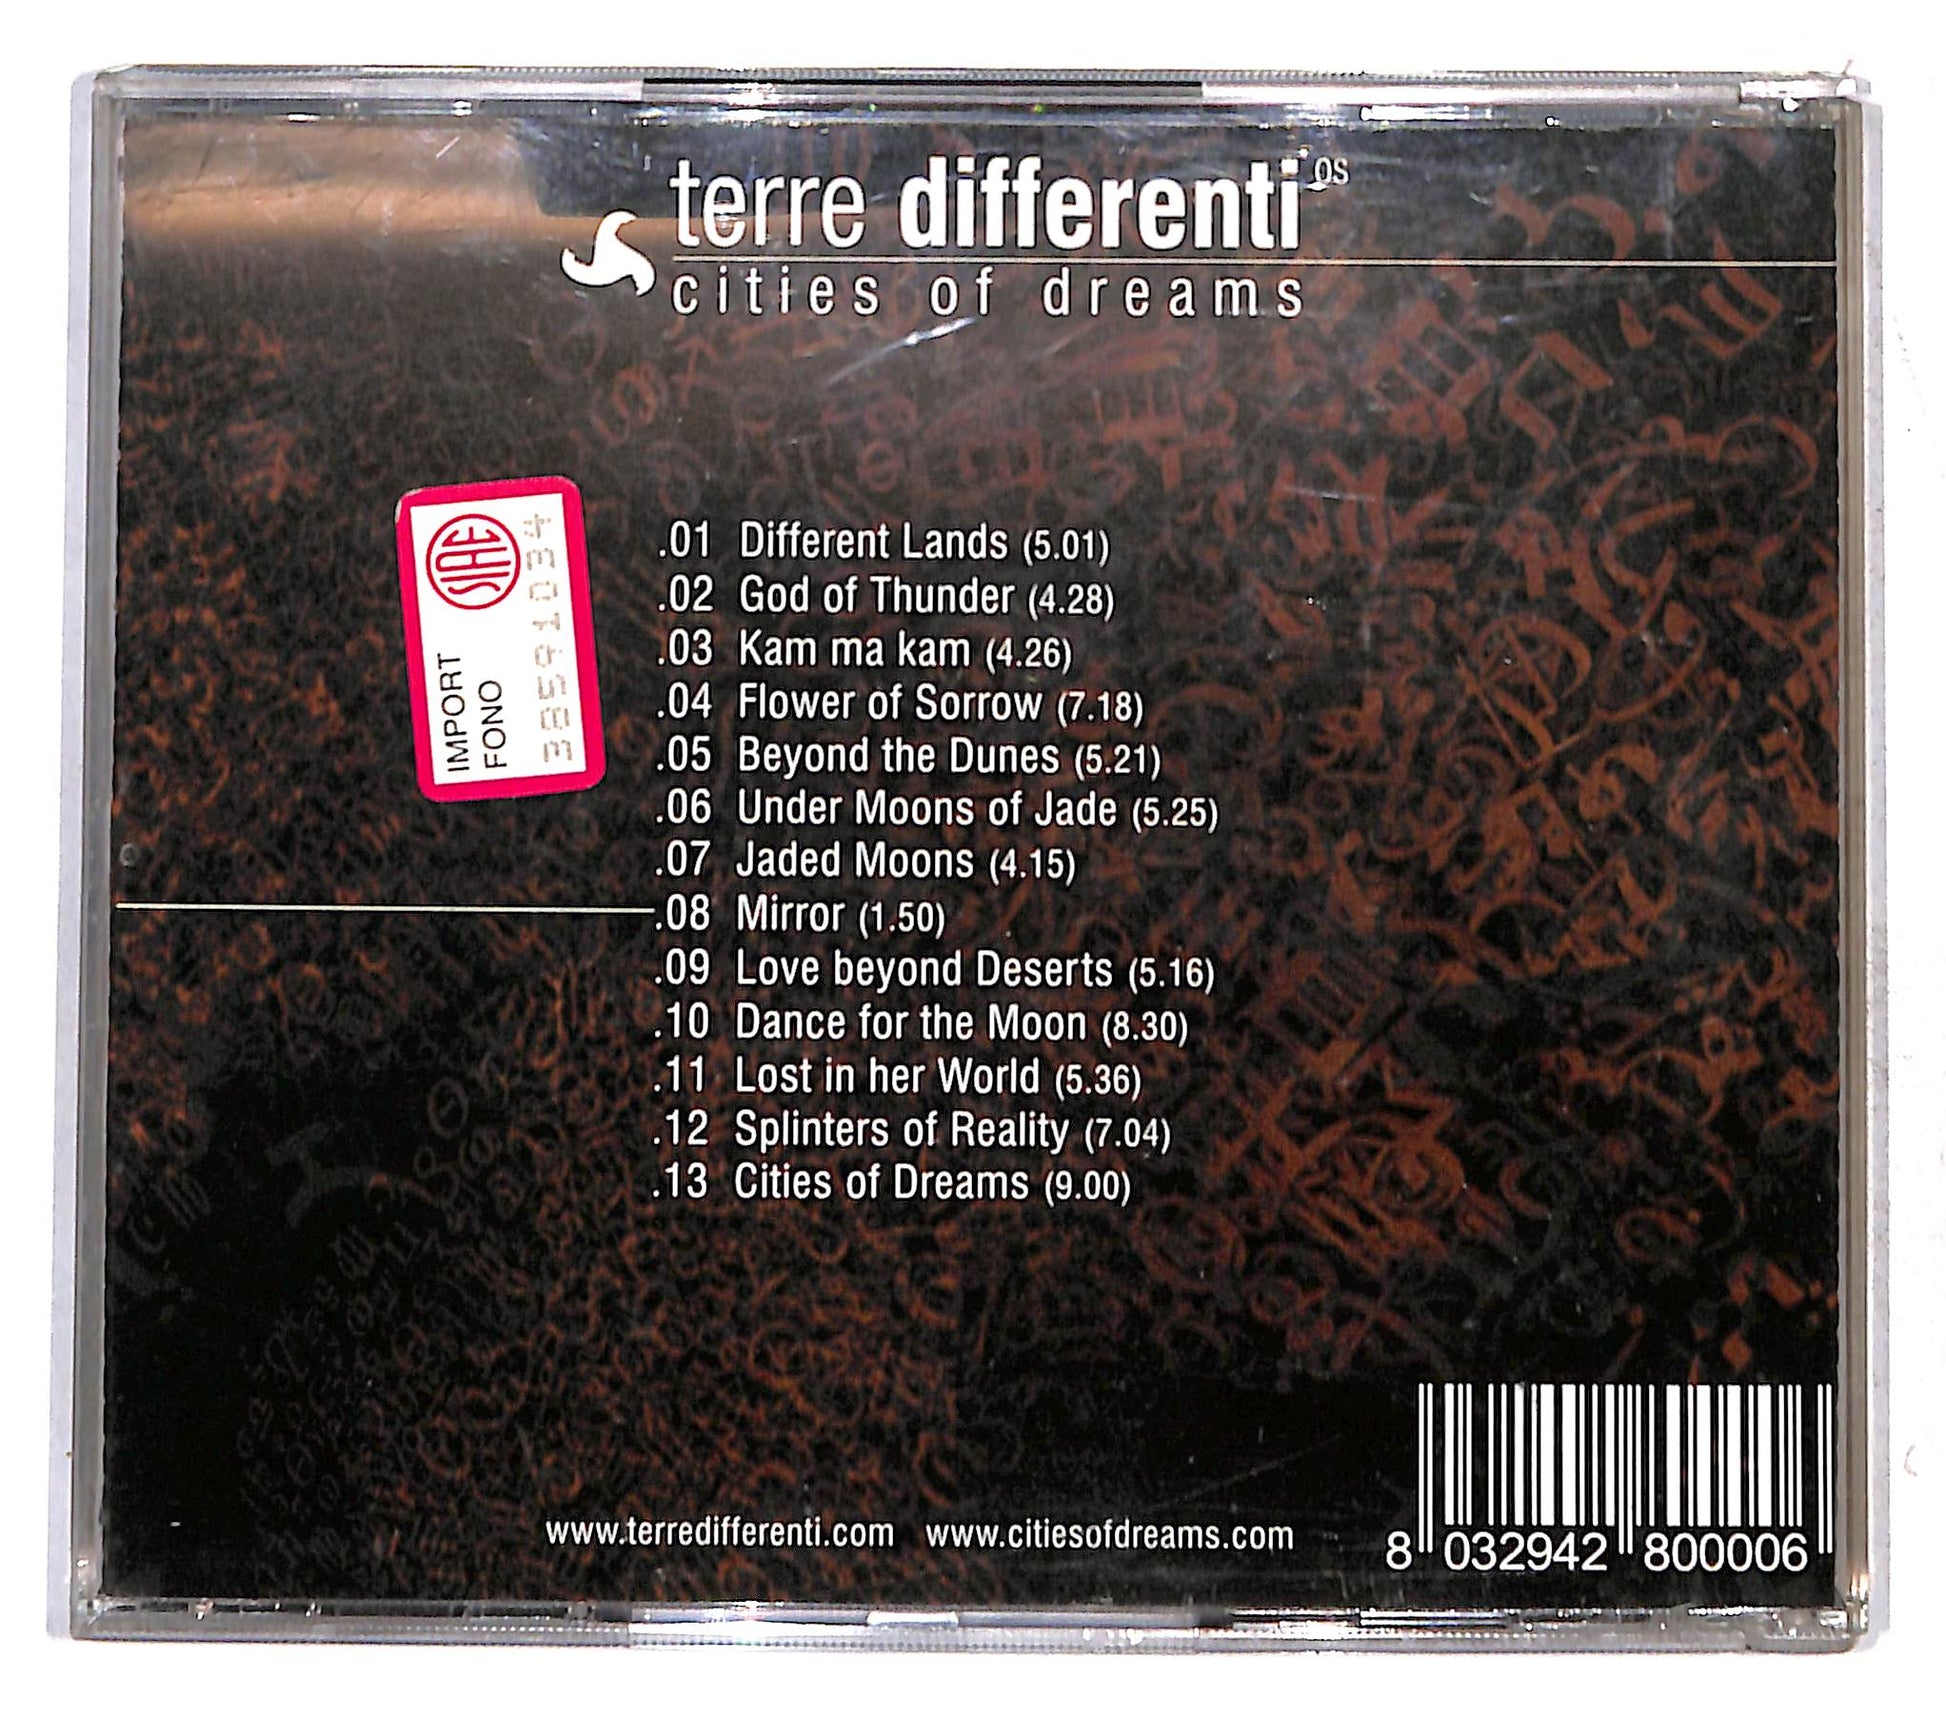 terre differenti .os
cities of dreams
SIAE
IMPORT
FONO
38591034
.01 Different Lands (5.01)
.02 God of Thunder (4.28)
.03 Kam ma kam (4.26)
.04 Flower of Sorrow (7.18)
.05 Beyond the Dunes (5.21)
.06 Under Moons of Jade (5.25)
.07 Jaded Moons (4.15)
.08 Mirror (1.50)
.09 Love beyond Deserts (5.16)
.10 Dance for the Moon (8.30)
.11 Lost in her World (5.36)
.12 Splinters of Reality (7.04)
.13 Cities of Dreams (9.00)
www.terredifferenti.com www.citiesofdreams.com
8 032942 800006